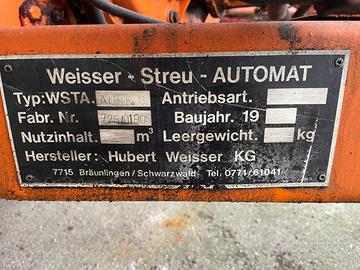 Weisser - Streu - AUTOMAT
Typ: WSTA. Antriebsart.
Fabr. Nr. Baujahr. 19
Nutzinhalt. m³ Leergewicht. kg
Hersteller: Hubert Weisser KG
7715 Bräunlingen/Schwarzwald, Tel. 0771/61041